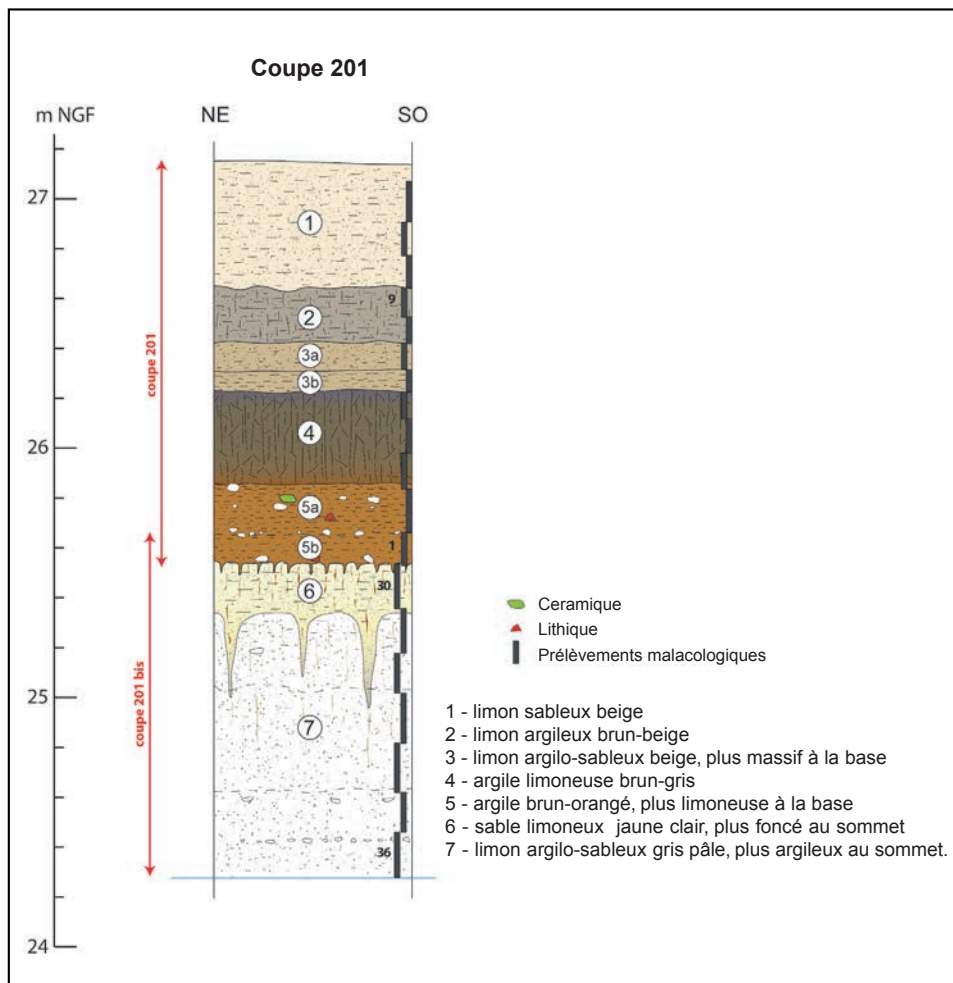 Coupe 201
m NGF
NE
SO
27
1
9
2
3a
3b
coupe 201
26
4
5a
5b
1
6
30
Ceramique
Lithique
Prélèvements malacologiques
25
coupe 201 bis
7
1 - limon sableux beige
2 - limon argileux brun-beige
3 - limon argilo-sableux beige, plus massif à la base
4 - argile limoneuse brun-gris
5 - argile brun-orangé, plus limoneuse à la base
6 - sable limoneux jaune clair, plus foncé au sommet
7 - limon argilo-sableux gris pâle, plus argileux au sommet.
36
24